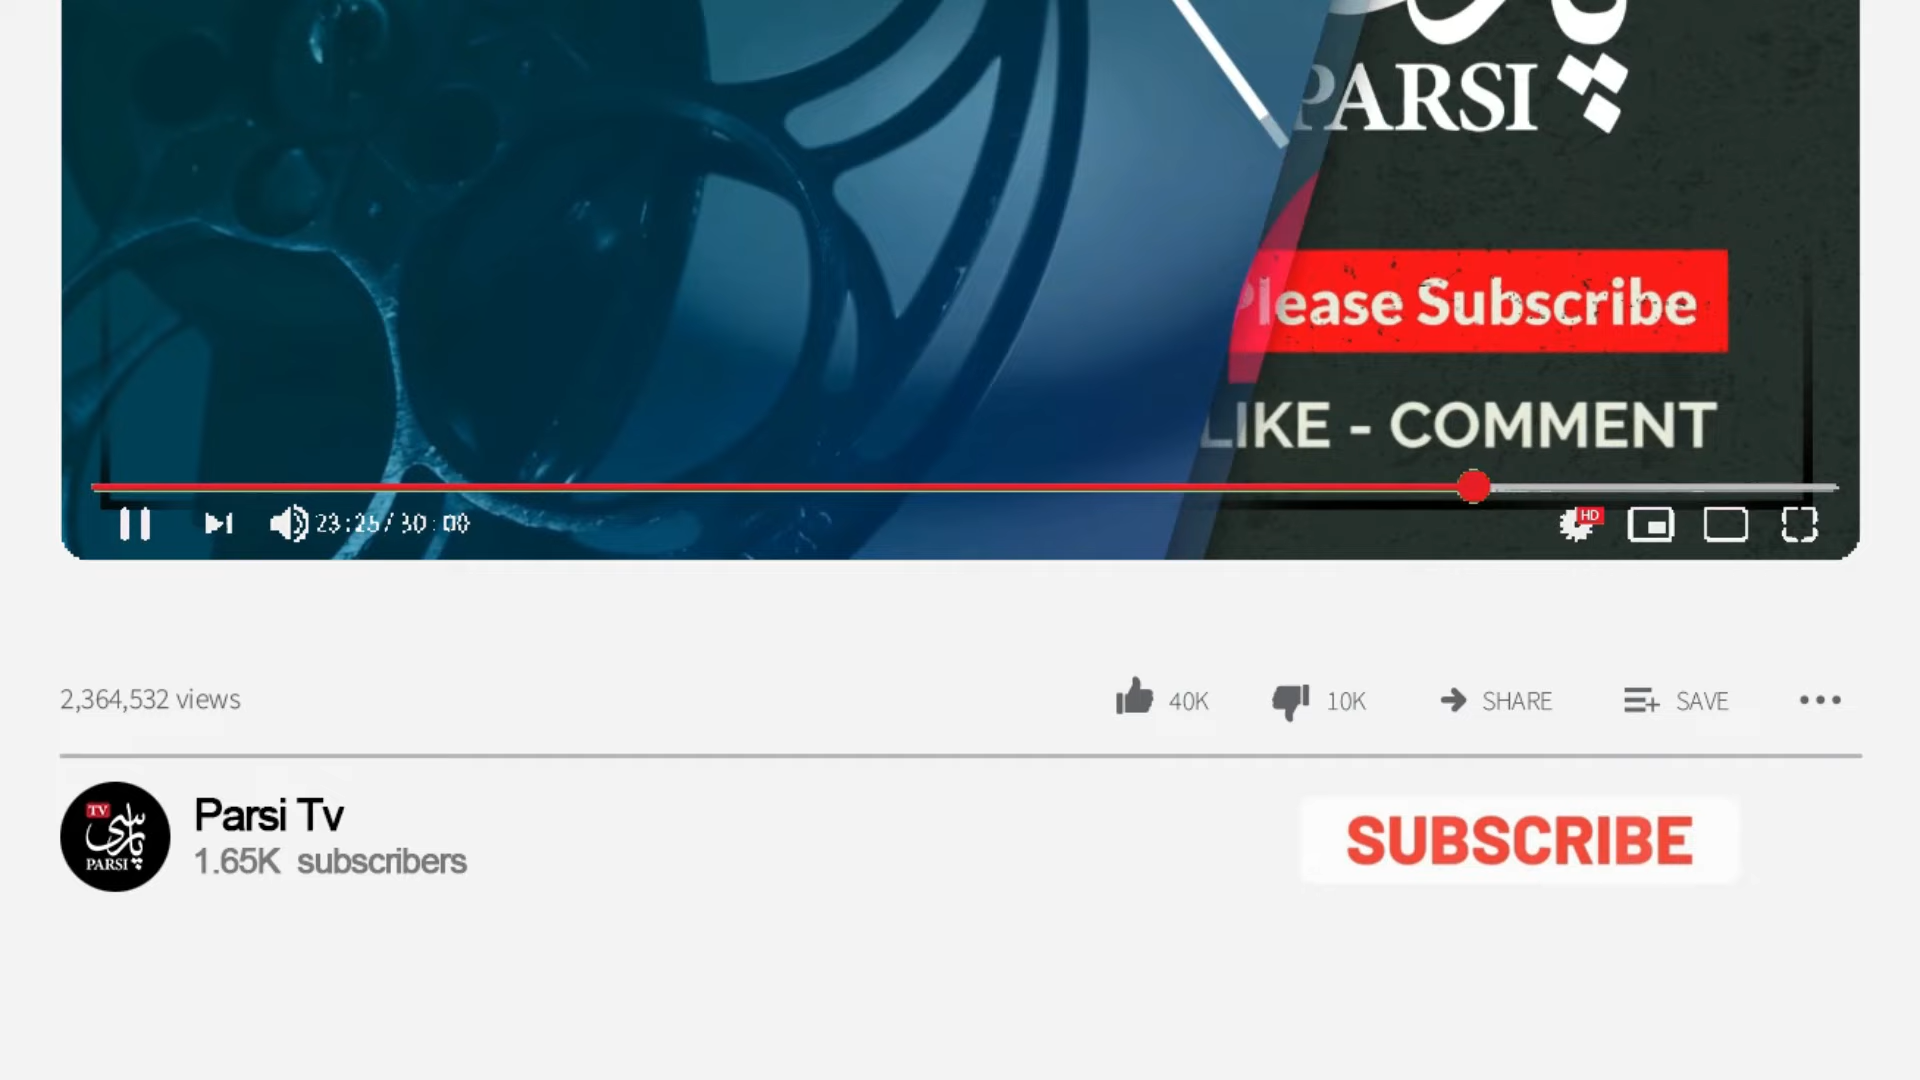 PARSI
Please Subscribe
LIKE - COMMENT
23:25/30:00
HD
2,364,532 views
40K
10K
SHARE
SAVE
TV
پارسی
PARSI
Parsi Tv
1.65K subscribers
SUBSCRIBE